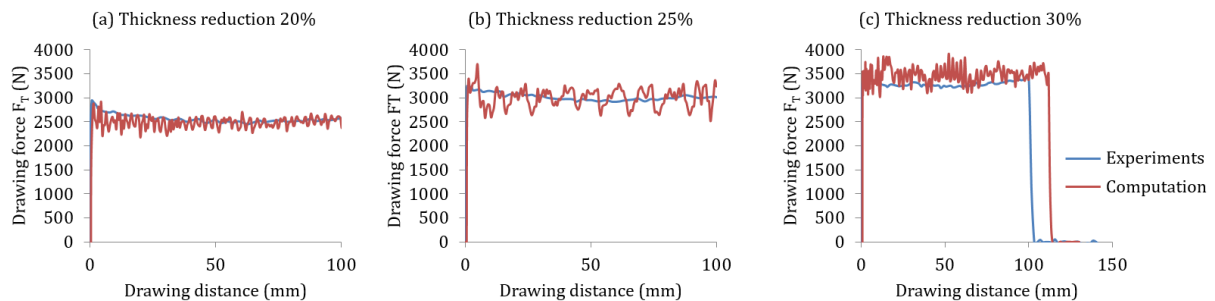 (a) Thickness reduction 20%
Drawing force F_T (N)
4000
3500
3000
2500
2000
1500
1000
500
0
0 50 100
Drawing distance (mm)
(b) Thickness reduction 25%
Drawing force FT (N)
4000
3500
3000
2500
2000
1500
1000
500
0
0 50 100
Drawing distance (mm)
(c) Thickness reduction 30%
Drawing force F_T (N)
4000
3500
3000
2500
2000
1500
1000
500
0
0 50 100 150
Drawing distance (mm)
Experiments
Computation